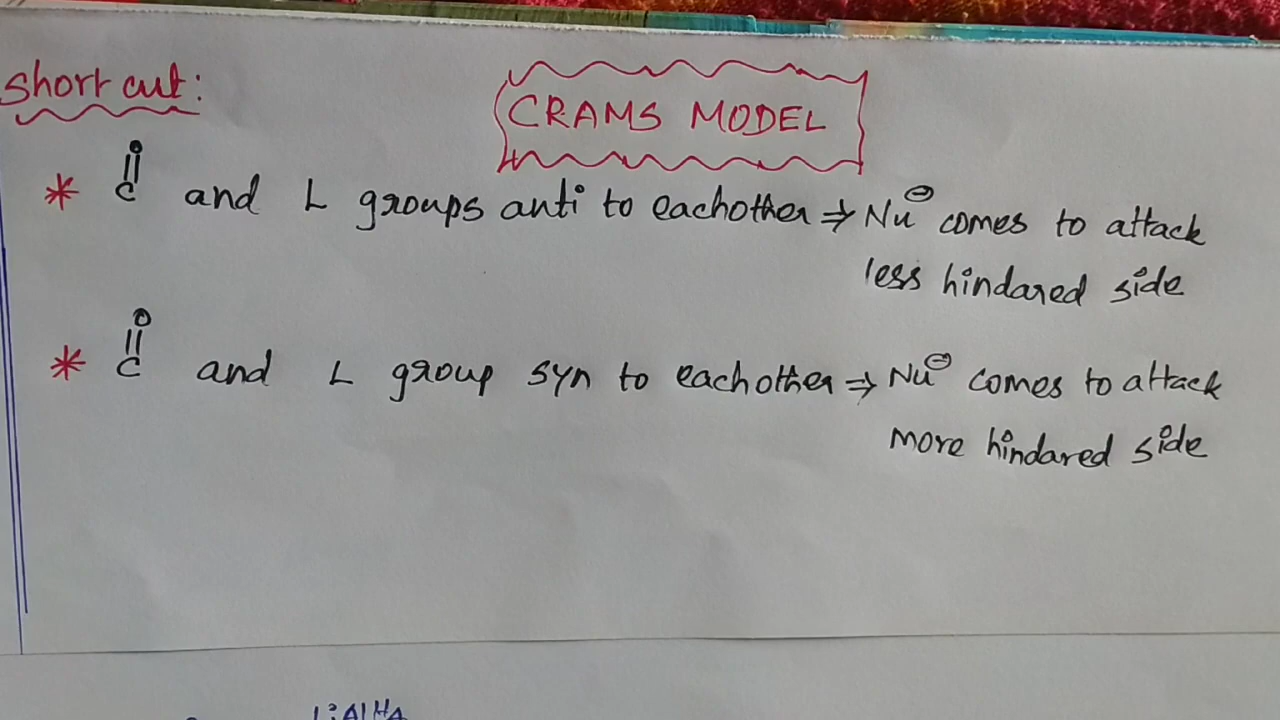 short cut:
CRAMS MODEL
* C=O and L groups anti to eachother ⇒ Nu⊖ comes to attack
less hindared side
* C=O and L group syn to eachother ⇒ Nu⊖ comes to attack
more hindared side
LiAlH4